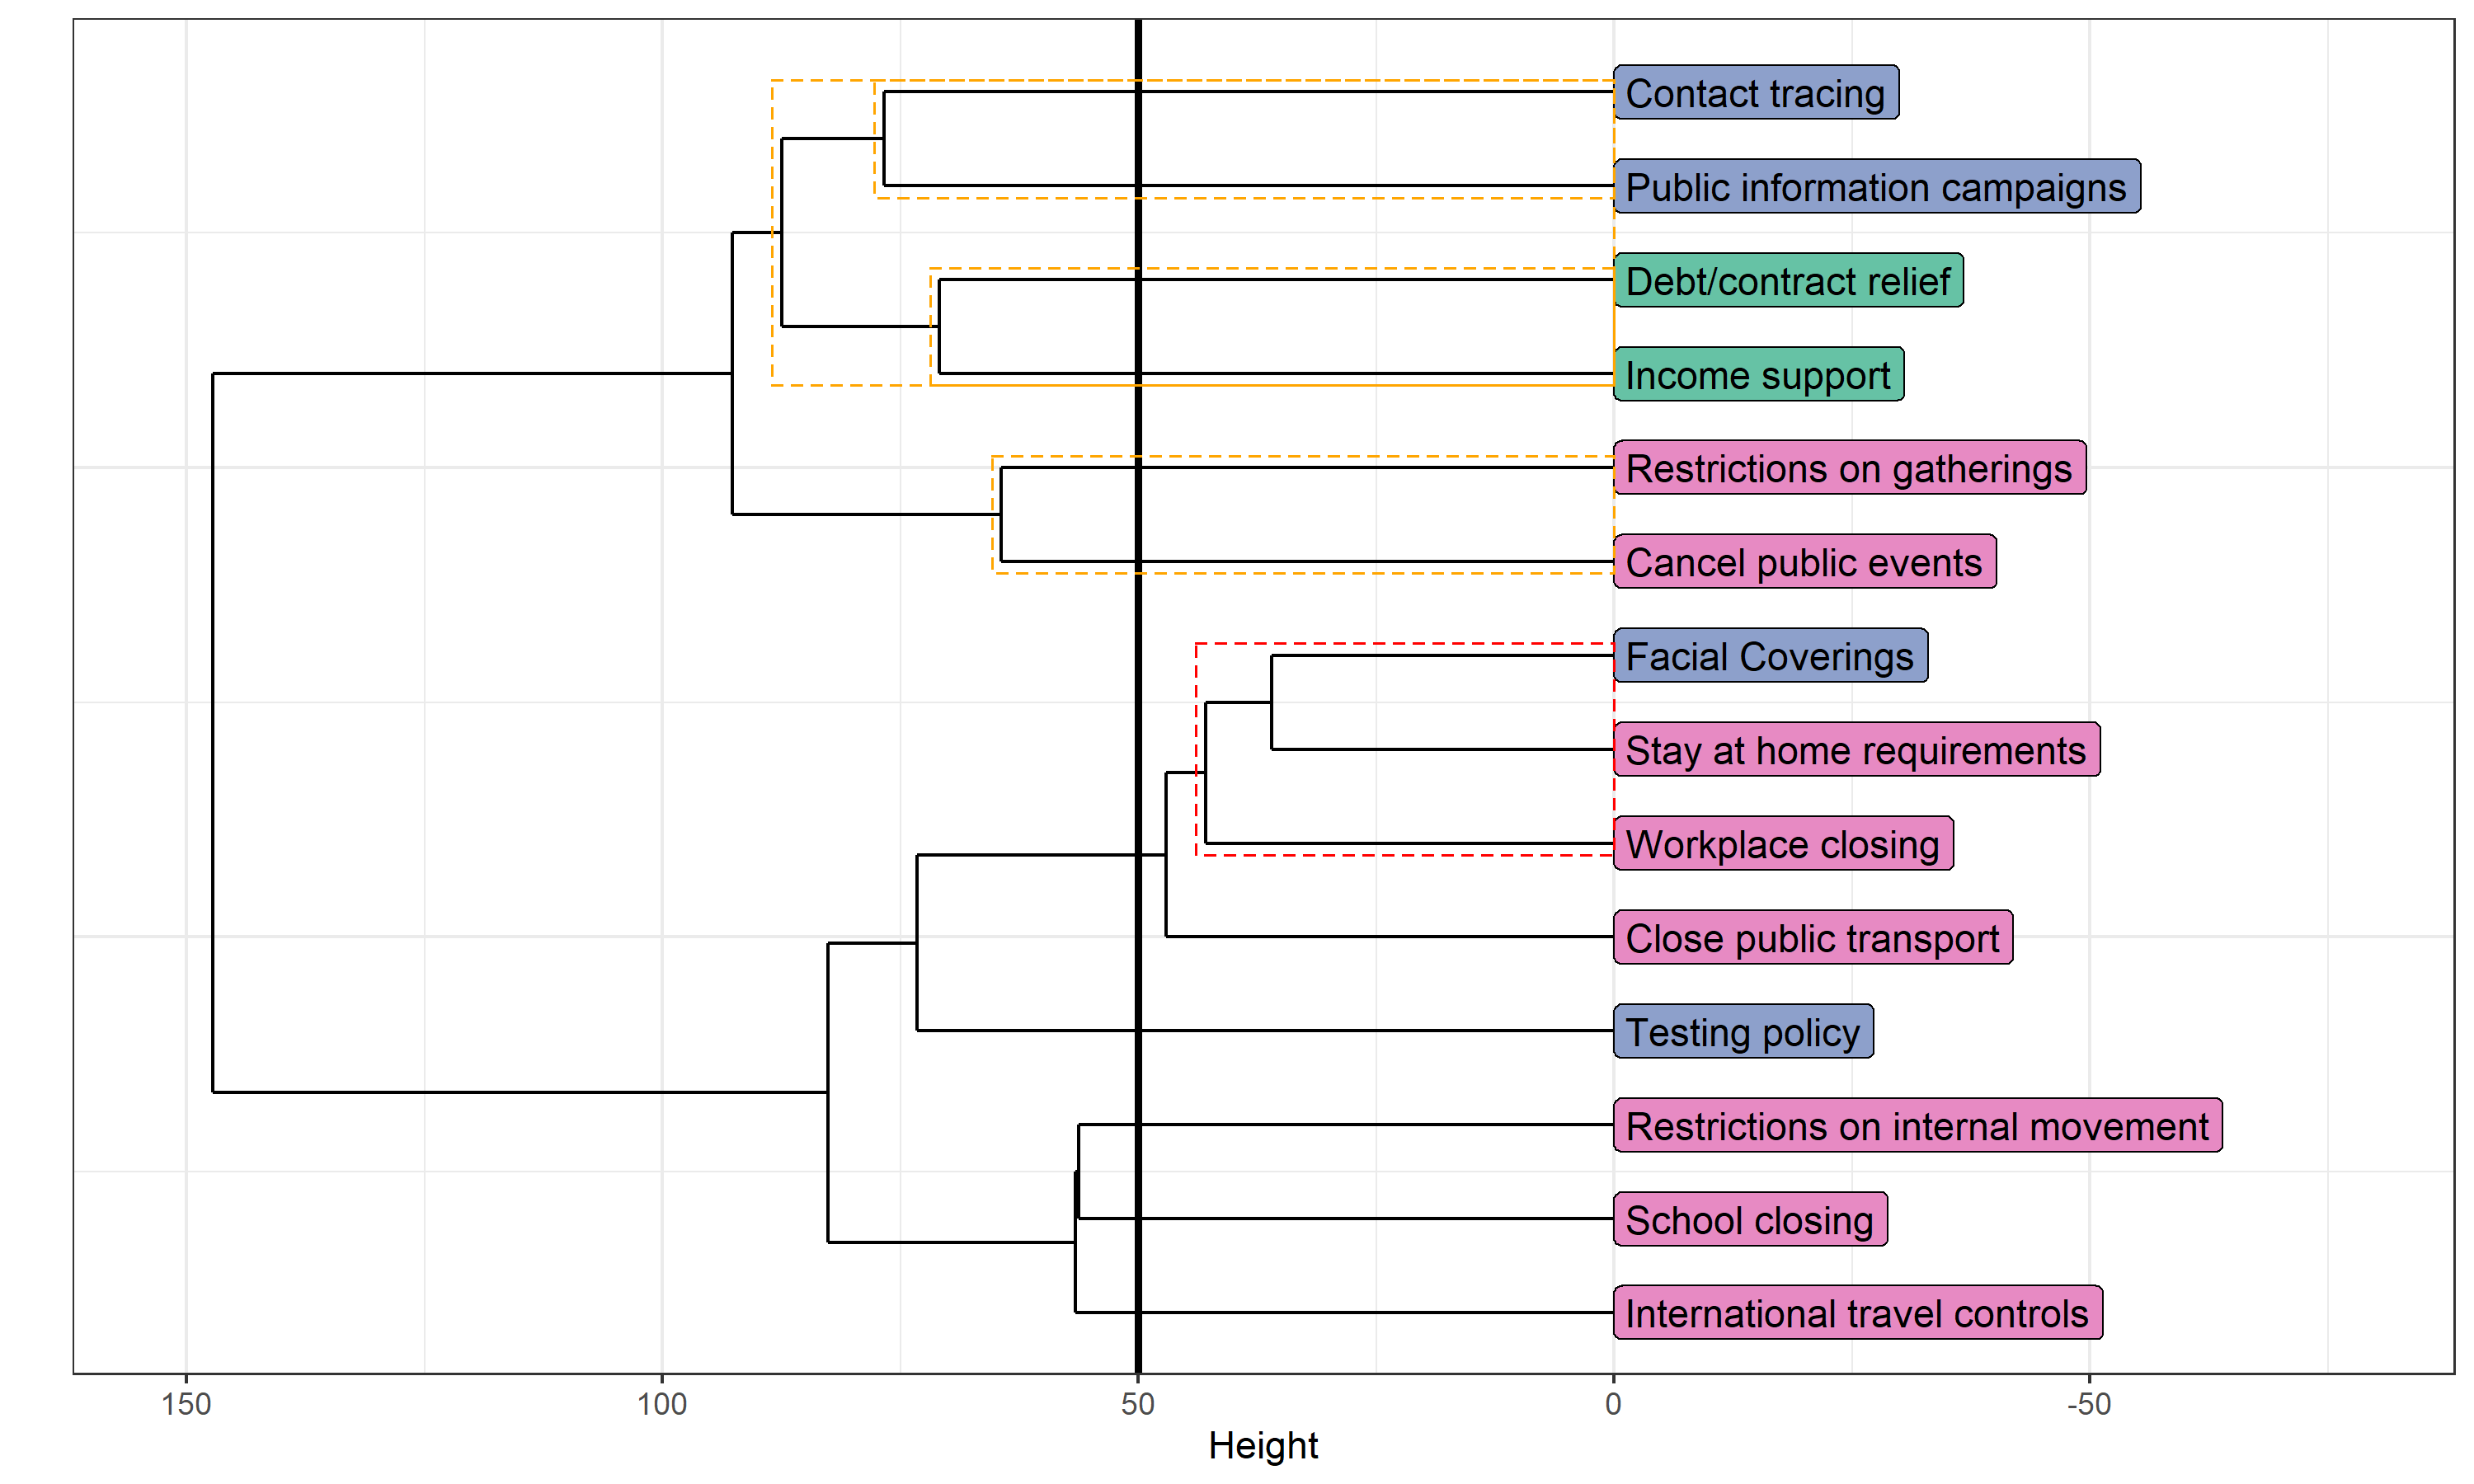 Contact tracing
Public information campaigns
Debt/contract relief
Income support
Restrictions on gatherings
Cancel public events
Facial Coverings
Stay at home requirements
Workplace closing
Close public transport
Testing policy
Restrictions on internal movement
School closing
International travel controls
150 100 50 0 -50
Height